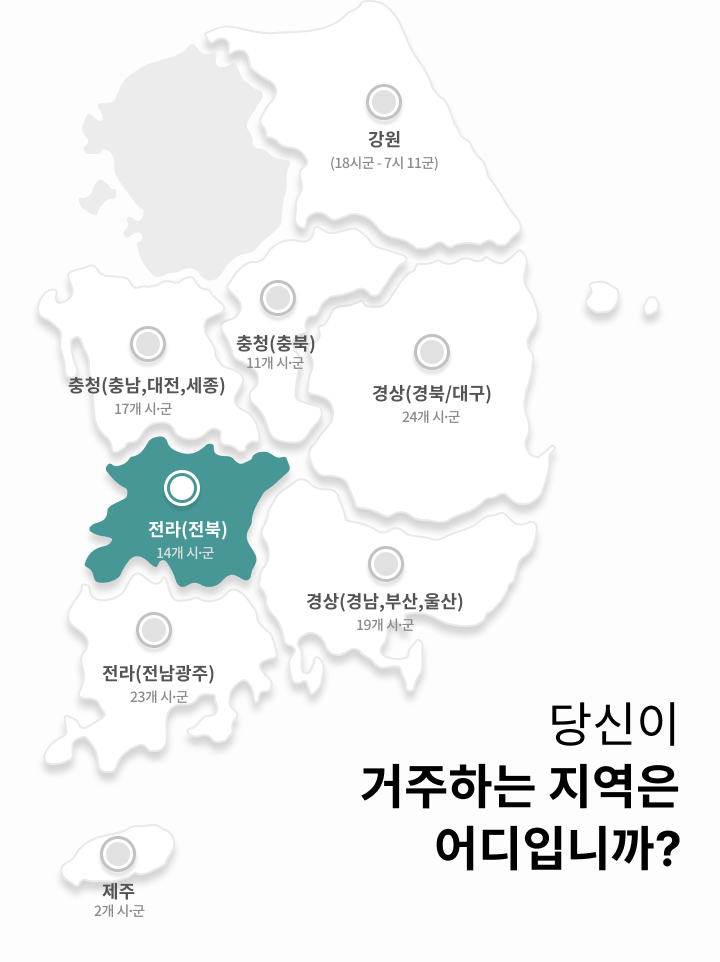 강원
(18시군 - 7시 11군)
충청(충북)
11개 시·군
충청(충남,대전,세종)
17개 시·군
경상(경북/대구)
24개 시·군
전라(전북)
14개 시·군
경상(경남,부산,울산)
19개 시·군
전라(전남광주)
23개 시·군
당신이
거주하는 지역은
어디입니까?
제주
2개 시·군